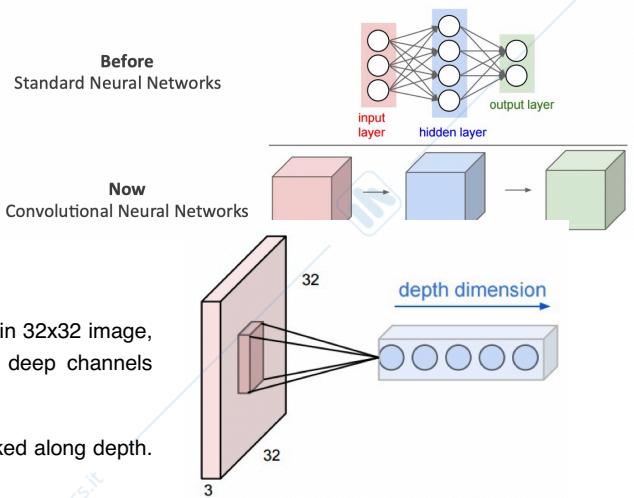 Before
Standard Neural Networks
input
layer
hidden layer
output layer
Now
Convolutional Neural Networks
32
depth dimension
in 32x32 image,
deep channels
ked along depth.
32
3
s.it